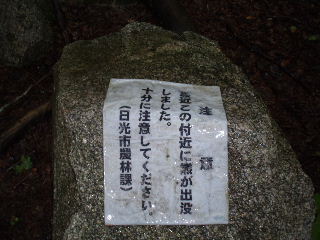 注意
最近この付近に熊が出没
しました。
十分に注意してください。
(日光市農林課)